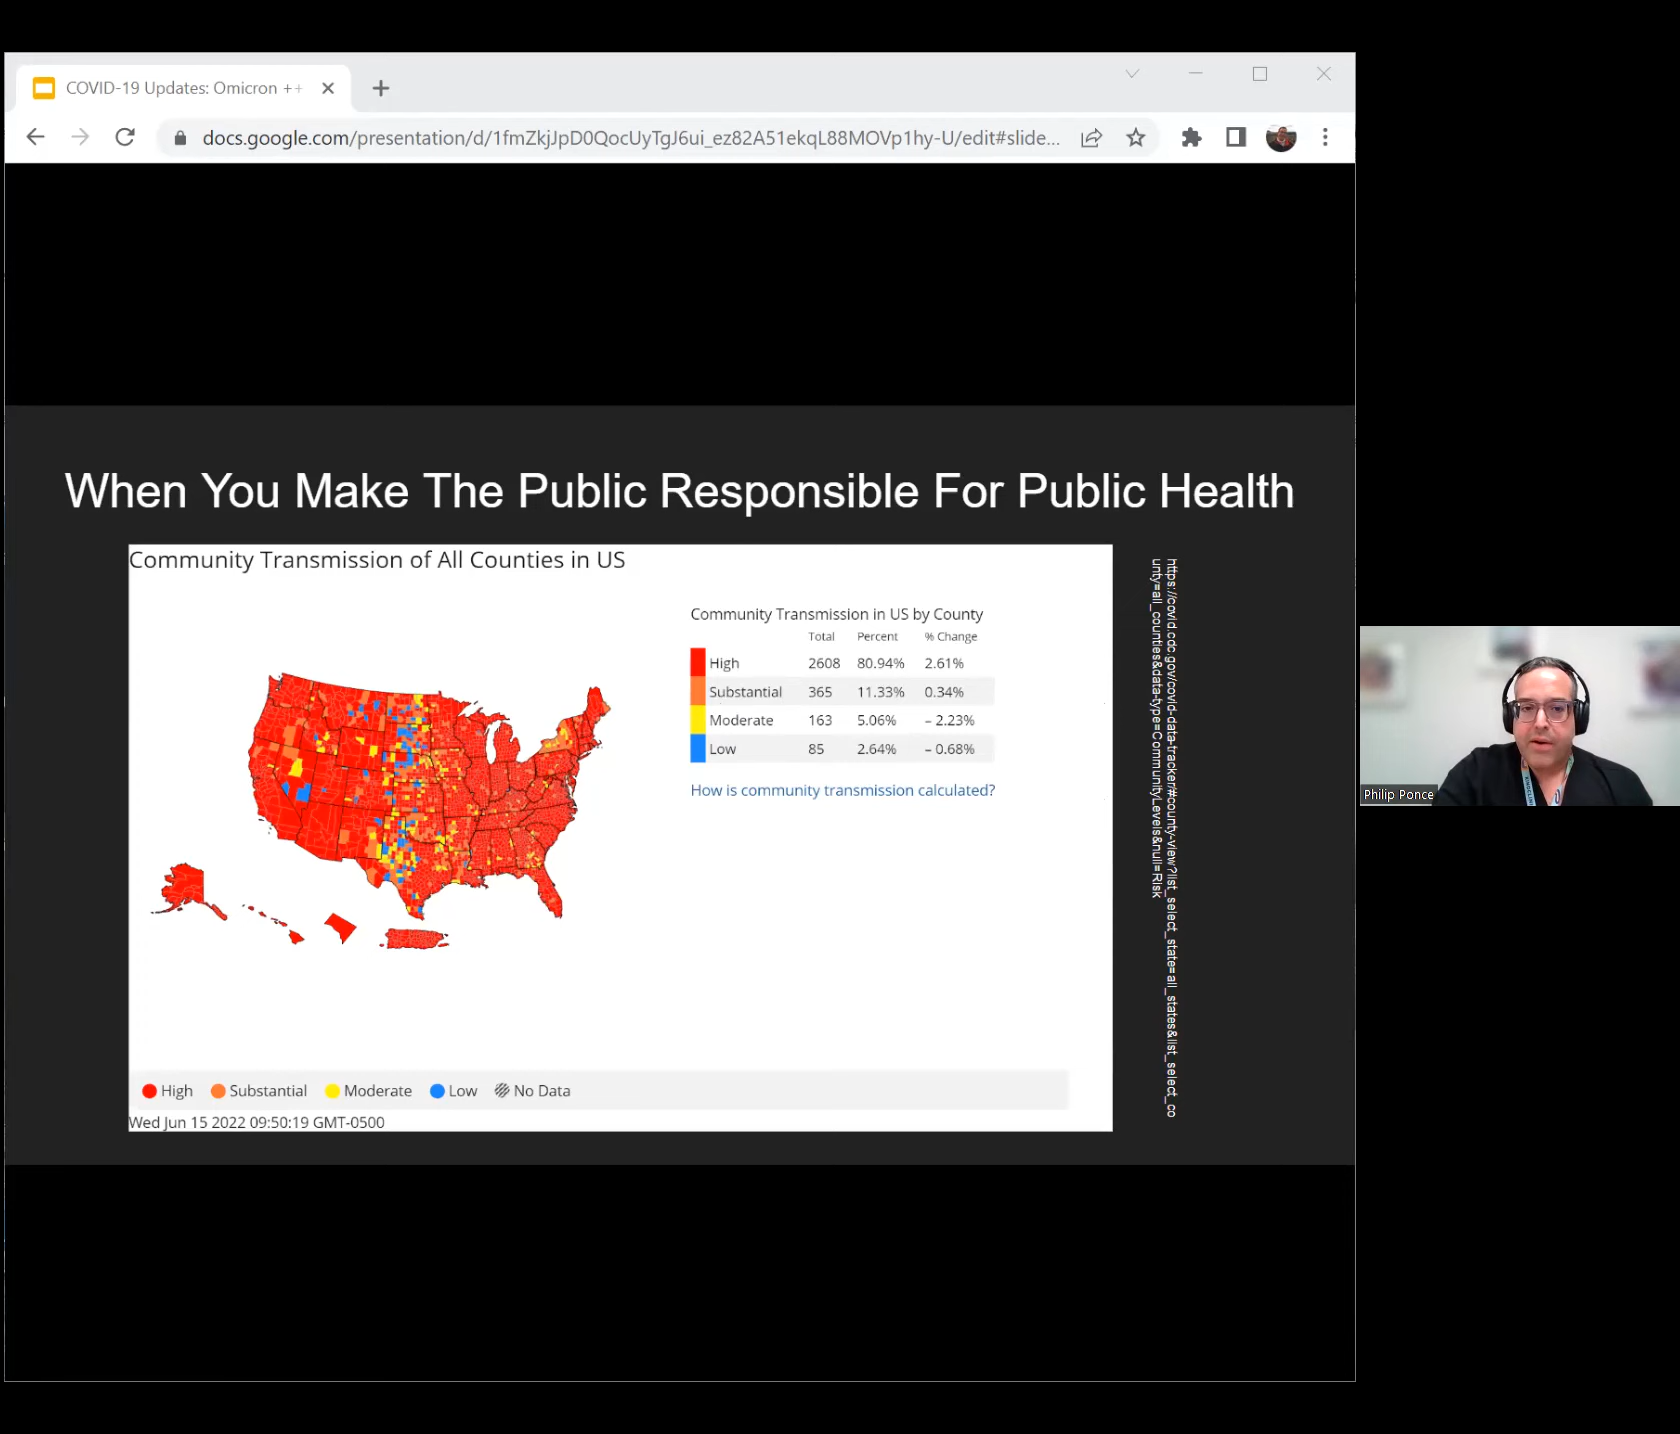 COVID-19 Updates: Omicron ++
docs.google.com/presentation/d/1fmZkjJpD0QocUyTgJ6ui_ez82A51ekqL88MOVp1hy-U/edit#slide...
When You Make The Public Responsible For Public Health
Community Transmission of All Counties in US
Community Transmission in US by County
Total Percent % Change
High 2608 80.94% 2.61%
Substantial 365 11.33% 0.34%
Moderate 163 5.06% – 2.23%
Low 85 2.64% – 0.68%
How is community transmission calculated?
High Substantial Moderate Low No Data
Wed Jun 15 2022 09:50:19 GMT-0500
https://covid.cdc.gov/covid-data-tracker/#county-view?list_select_state=all_states&list_select_co
unty=all_counties&data-type=CommunityLevels&null=Risk
Philip Ponce